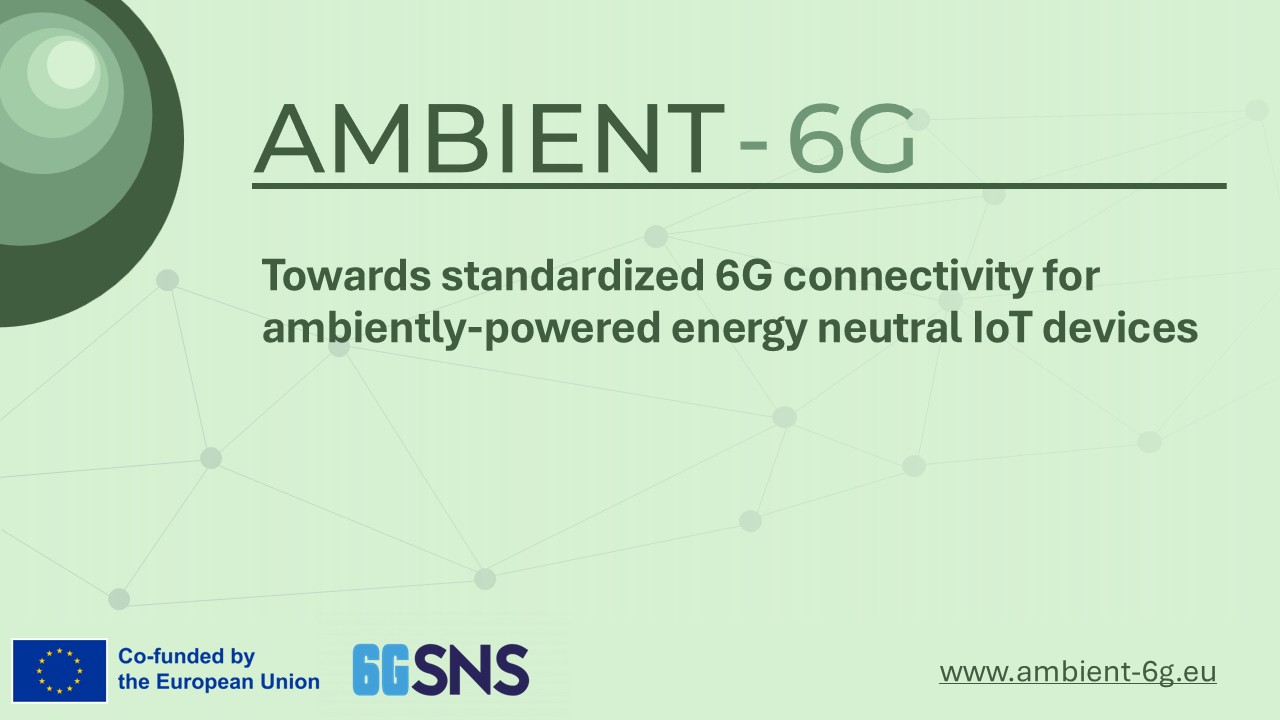 AMBIENT - 6G
Towards standardized 6G connectivity for
ambiently-powered energy neutral IoT devices
Co-funded by
the European Union
6GSNS
www.ambient-6g.eu